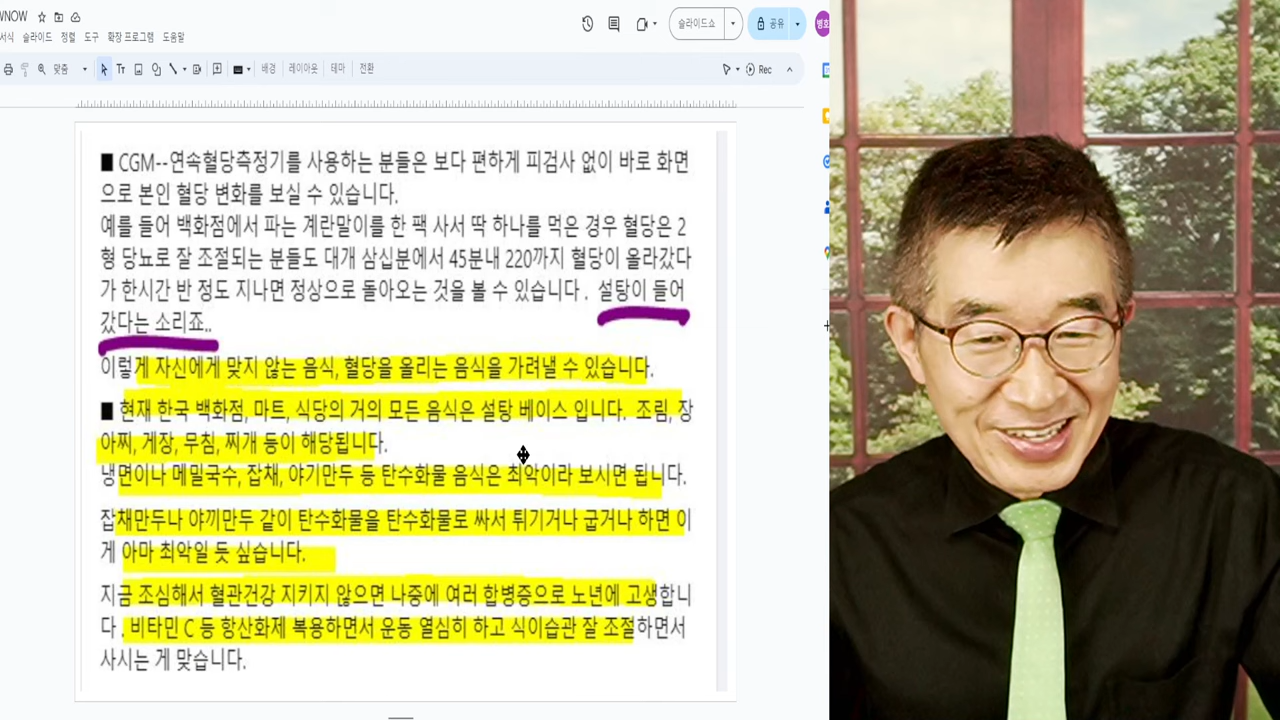 WNOW
서식 슬라이드 정렬 도구 확장 프로그램 도움말
슬라이드쇼
공유
병호
맞춤
배경 레이아웃 테마 전환
Rec
■ CGM--연속혈당측정기를 사용하는 분들은 보다 편하게 피검사 없이 바로 화면
으로 본인 혈당 변화를 보실 수 있습니다.
예를 들어 백화점에서 파는 계란말이를 한 팩 사서 딱 하나를 먹은 경우 혈당은 2
형 당뇨로 잘 조절되는 분들도 대개 삼십분에서 45분내 220까지 혈당이 올라갔다
가 한시간 반 정도 지나면 정상으로 돌아오는 것을 볼 수 있습니다 . 설탕이 들어
갔다는 소리죠..
이렇게 자신에게 맞지 않는 음식, 혈당을 올리는 음식을 가려낼 수 있습니다.
■ 현재 한국 백화점, 마트, 식당의 거의 모든 음식은 설탕 베이스 입니다. 조림, 장
아찌, 게장, 무침, 찌개 등이 해당됩니다.
냉면이나 메밀국수, 잡채, 야기만두 등 탄수화물 음식은 최악이라 보시면 됩니다.
잡채만두나 야끼만두 같이 탄수화물을 탄수화물로 싸서 튀기거나 굽거나 하면 이
게 아마 최악일 듯 싶습니다.
지금 조심해서 혈관건강 지키지 않으면 나중에 여러 합병증으로 노년에 고생합니
다 . 비타민 C 등 항산화제 복용하면서 운동 열심히 하고 식이습관 잘 조절하면서
사시는 게 맞습니다.